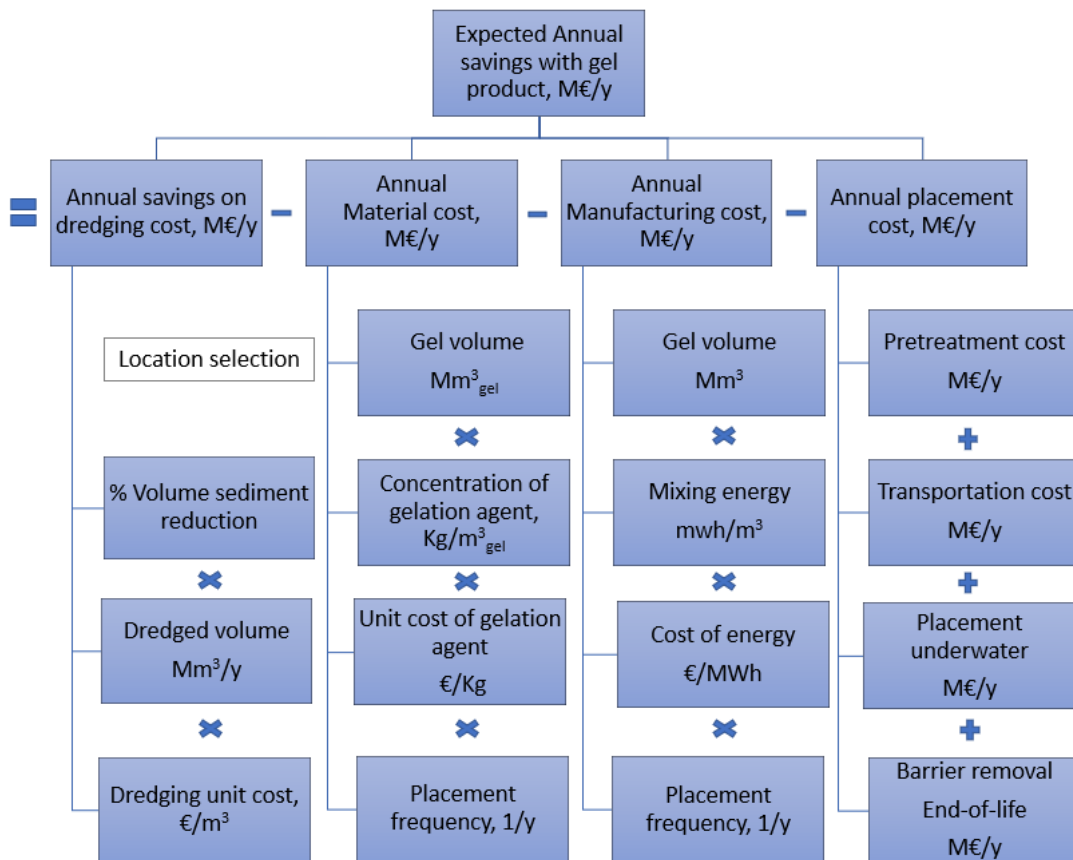 Expected Annual
savings with gel
product, M€/y
=
Annual savings on
dredging cost, M€/y
−
Annual
Material cost,
M€/y
−
Annual
Manufacturing cost,
M€/y
−
Annual placement
cost, M€/y
Location selection
% Volume sediment
reduction
×
Dredged volume
Mm³/y
×
Dredging unit cost,
€/m³
Gel volume
Mm³gel
×
Concentration of
gelation agent,
Kg/m³gel
×
Unit cost of gelation
agent
€/Kg
×
Placement
frequency, 1/y
Gel volume
Mm³
×
Mixing energy
mwh/m³
×
Cost of energy
€/MWh
×
Placement
frequency, 1/y
Pretreatment cost
M€/y
+
Transportation cost
M€/y
+
Placement
underwater
M€/y
+
Barrier removal
End-of-life
M€/y